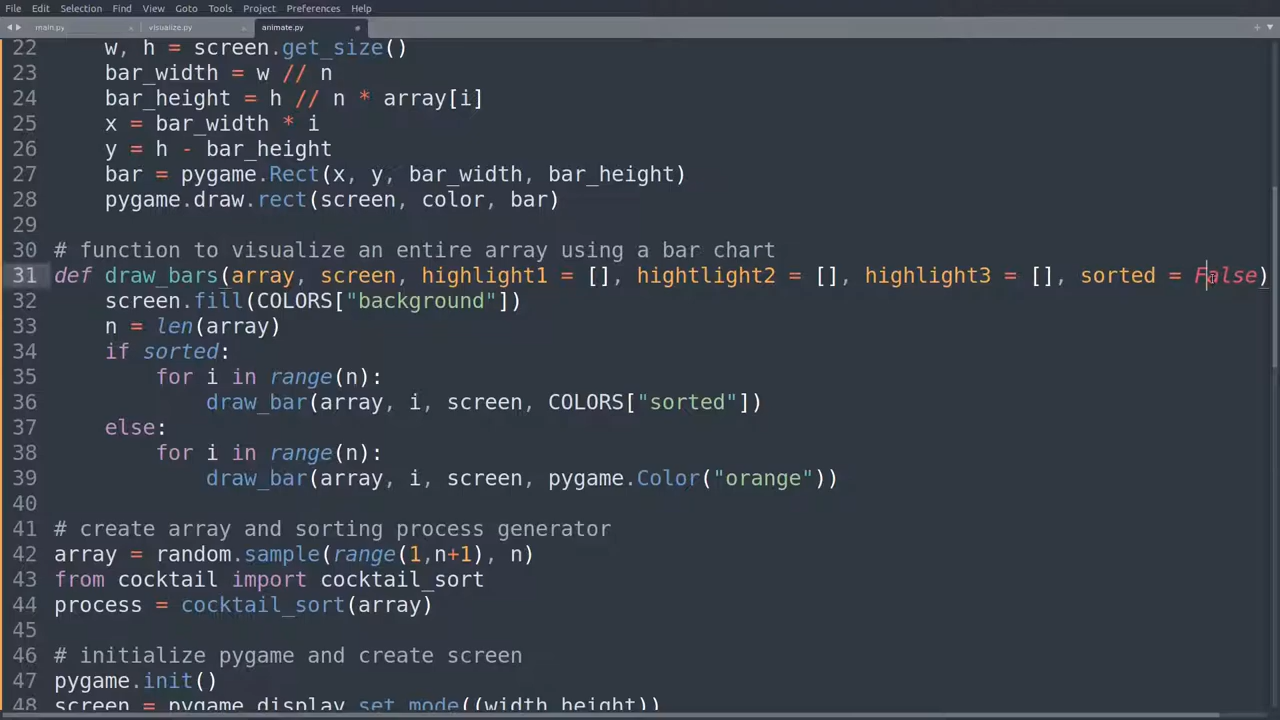 File Edit Selection Find View Goto Tools Project Preferences Help
main.py visualize.py animate.py
22 w, h = screen.get_size()
23 bar_width = w // n
24 bar_height = h // n * array[i]
25 x = bar_width * i
26 y = h - bar_height
27 bar = pygame.Rect(x, y, bar_width, bar_height)
28 pygame.draw.rect(screen, color, bar)
29
30 # function to visualize an entire array using a bar chart
31 def draw_bars(array, screen, highlight1 = [], hightlight2 = [], highlight3 = [], sorted = False)
32 screen.fill(COLORS["background"])
33 n = len(array)
34 if sorted:
35 for i in range(n):
36 draw_bar(array, i, screen, COLORS["sorted"])
37 else:
38 for i in range(n):
39 draw_bar(array, i, screen, pygame.Color("orange"))
40
41 # create array and sorting process generator
42 array = random.sample(range(1,n+1), n)
43 from cocktail import cocktail_sort
44 process = cocktail_sort(array)
45
46 # initialize pygame and create screen
47 pygame.init()
48 screen = pygame.display.set_mode((width,height))